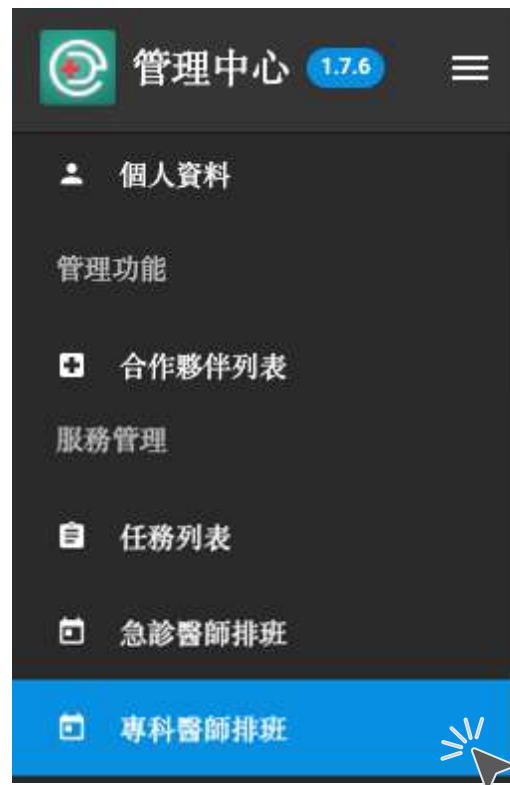 管理中心 1.7.6
個人資料
管理功能
合作夥伴列表
服務管理
任務列表
急診醫師排班
專科醫師排班